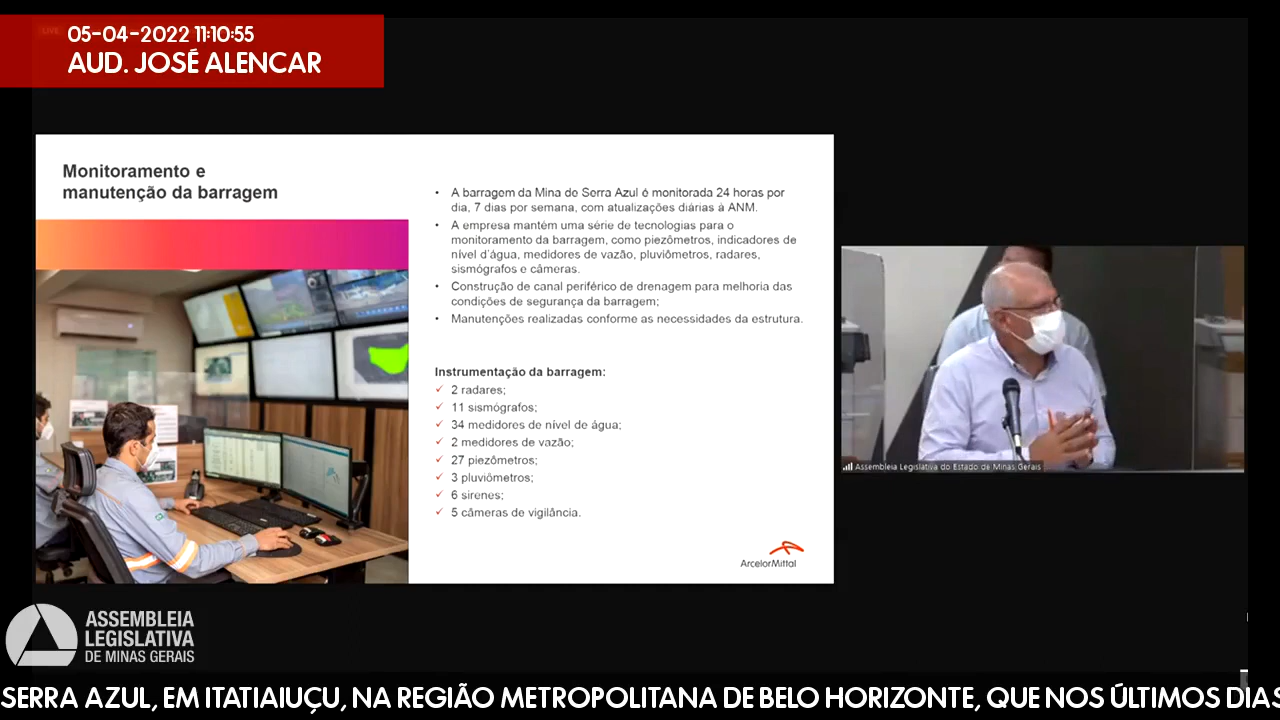 LIVE
05-04-2022 11:10:55
AUD. JOSÉ ALENCAR
Monitoramento e
manutenção da barragem
• A barragem da Mina de Serra Azul é monitorada 24 horas por
dia, 7 dias por semana, com atualizações diárias à ANM.
• A empresa mantém uma série de tecnologias para o
monitoramento da barragem, como piezômetros, indicadores de
nível d'água, medidores de vazão, pluviômetros, radares,
sismógrafos e câmeras.
• Construção de canal periférico de drenagem para melhoria das
condições de segurança da barragem;
• Manutenções realizadas conforme as necessidades da estrutura.
Instrumentação da barragem:
✓ 2 radares;
✓ 11 sismógrafos;
✓ 34 medidores de nível de água;
✓ 2 medidores de vazão;
✓ 27 piezômetros;
✓ 3 pluviômetros;
✓ 6 sirenes;
✓ 5 câmeras de vigilância.
ArcelorMittal
Assembleia Legislativa do Estado de Minas Gerais
ASSEMBLEIA
LEGISLATIVA
DE MINAS GERAIS
SERRA AZUL, EM ITATIAIUÇU, NA REGIÃO METROPOLITANA DE BELO HORIZONTE, QUE NOS ÚLTIMOS DIAS